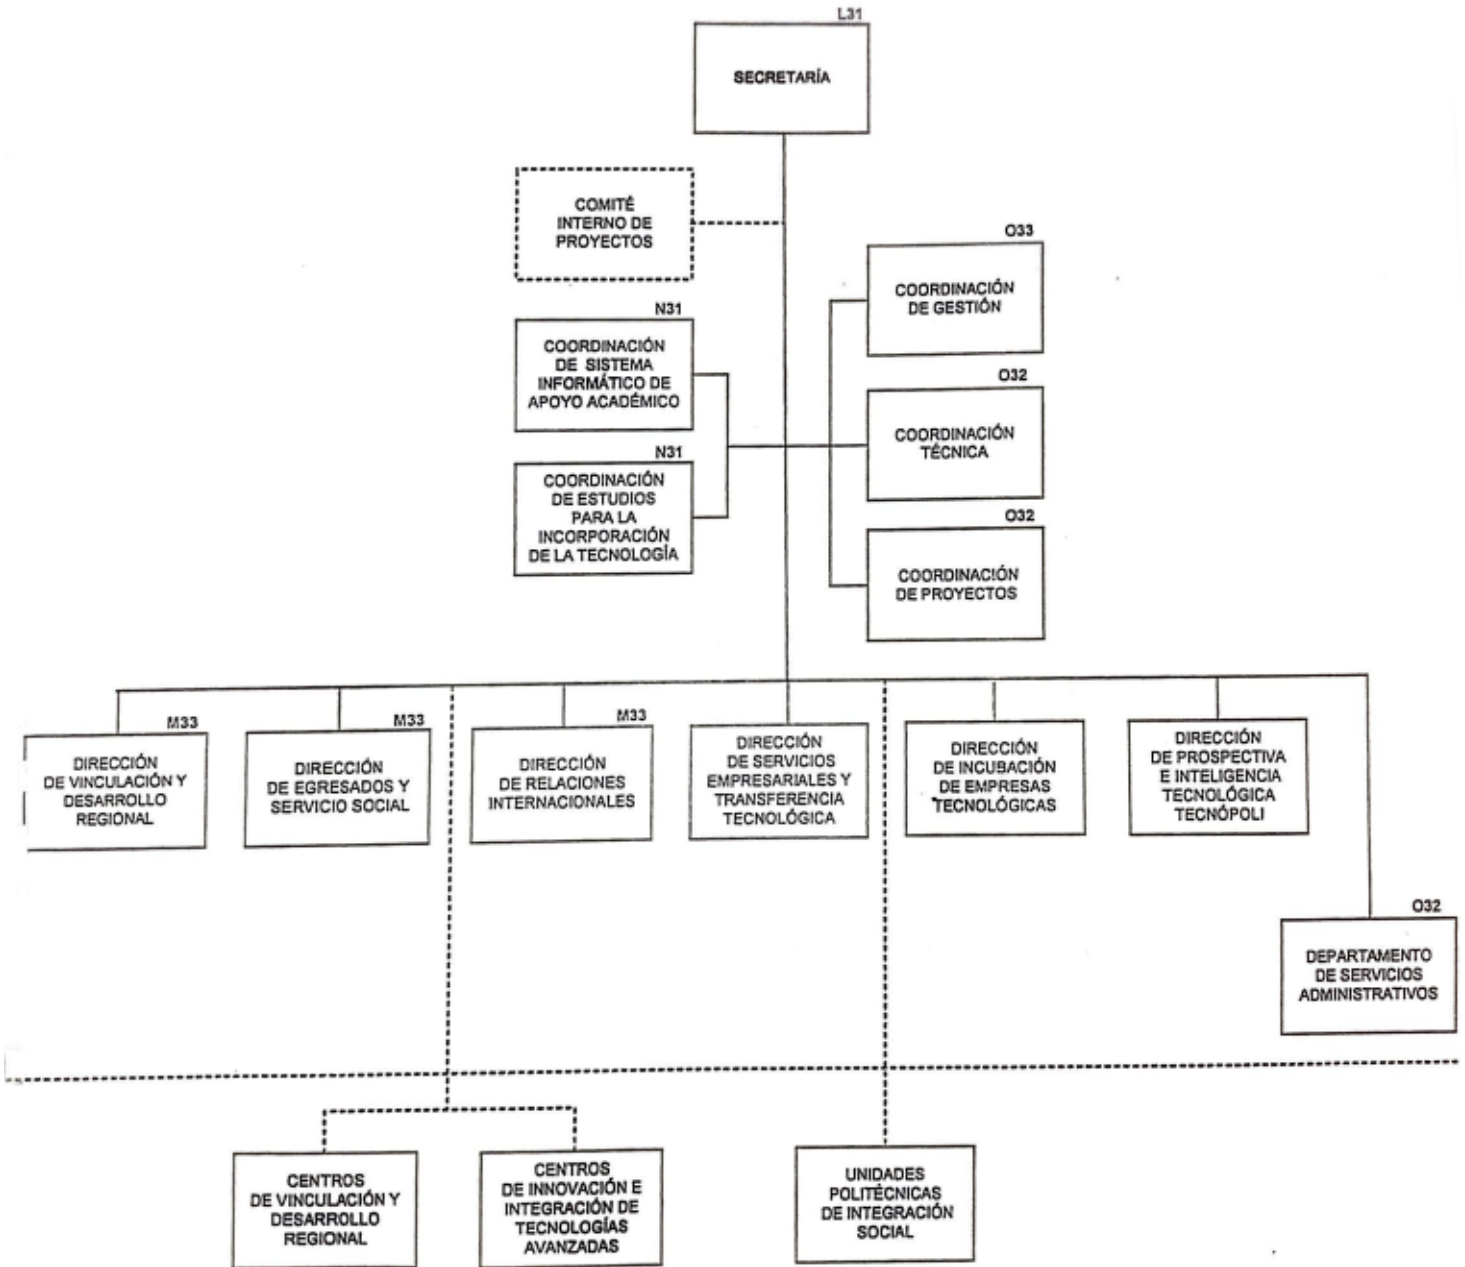 L31
SECRETARÍA
COMITÉ
INTERNO DE
PROYECTOS
O33
COORDINACIÓN
DE GESTIÓN
N31
COORDINACIÓN
DE SISTEMA
INFORMÁTICO DE
APOYO ACADÉMICO
O32
COORDINACIÓN
TÉCNICA
N31
COORDINACIÓN
DE ESTUDIOS
PARA LA
INCORPORACIÓN
DE LA TECNOLOGÍA
O32
COORDINACIÓN
DE PROYECTOS
M33
DIRECCIÓN
DE VINCULACIÓN Y
DESARROLLO
REGIONAL
M33
DIRECCIÓN
DE EGRESADOS Y
SERVICIO SOCIAL
M33
DIRECCIÓN
DE RELACIONES
INTERNACIONALES
DIRECCIÓN
DE SERVICIOS
EMPRESARIALES Y
TRANSFERENCIA
TECNOLÓGICA
DIRECCIÓN
DE INCUBACIÓN
DE EMPRESAS
TECNOLÓGICAS
DIRECCIÓN
DE PROSPECTIVA
E INTELIGENCIA
TECNOLÓGICA
TECNÓPOLI
O32
DEPARTAMENTO
DE SERVICIOS
ADMINISTRATIVOS
CENTROS
DE VINCULACIÓN Y
DESARROLLO
REGIONAL
CENTROS
DE INNOVACIÓN E
INTEGRACIÓN DE
TECNOLOGÍAS
AVANZADAS
UNIDADES
POLITÉCNICAS
DE INTEGRACIÓN
SOCIAL